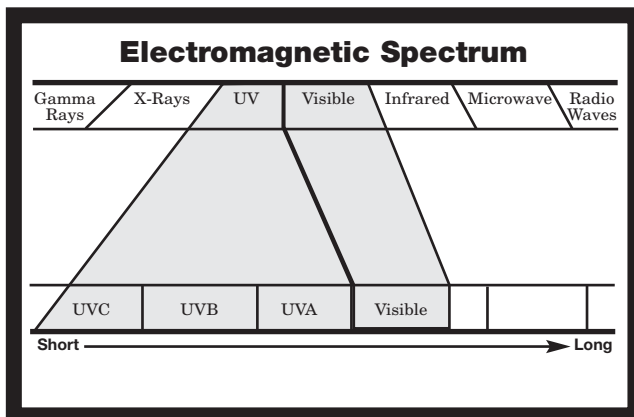 Electromagnetic Spectrum
Gamma Rays X-Rays UV Visible Infrared Microwave Radio Waves
UVC UVB UVA Visible
Short Long